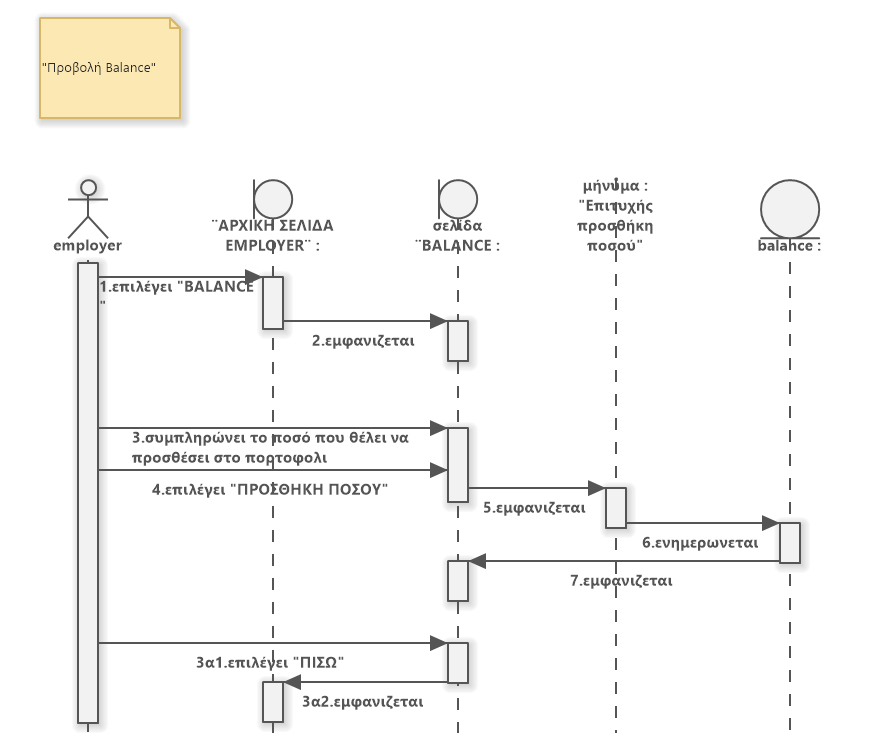 "Προβολή Balance"
employer
¨ΑΡΧΙΚΗ ΣΕΛΙΔΑ
EMPLOYER¨ :
σελίδα
¨BALANCE :
μήνυμα :
"Επιτυχής
προσθήκη
ποσού"
balance :
1.επιλέγει "BALANCE
"
2.εμφανιζεται
3.συμπληρώνει το ποσό που θέλει να
προσθέσει στο πορτοφολι
4.επιλέγει "ΠΡΟΣΘΗΚΗ ΠΟΣΟΥ"
5.εμφανιζεται
6.ενημερωνεται
7.εμφανιζεται
3α1.επιλέγει "ΠΙΣΩ"
3α2.εμφανιζεται